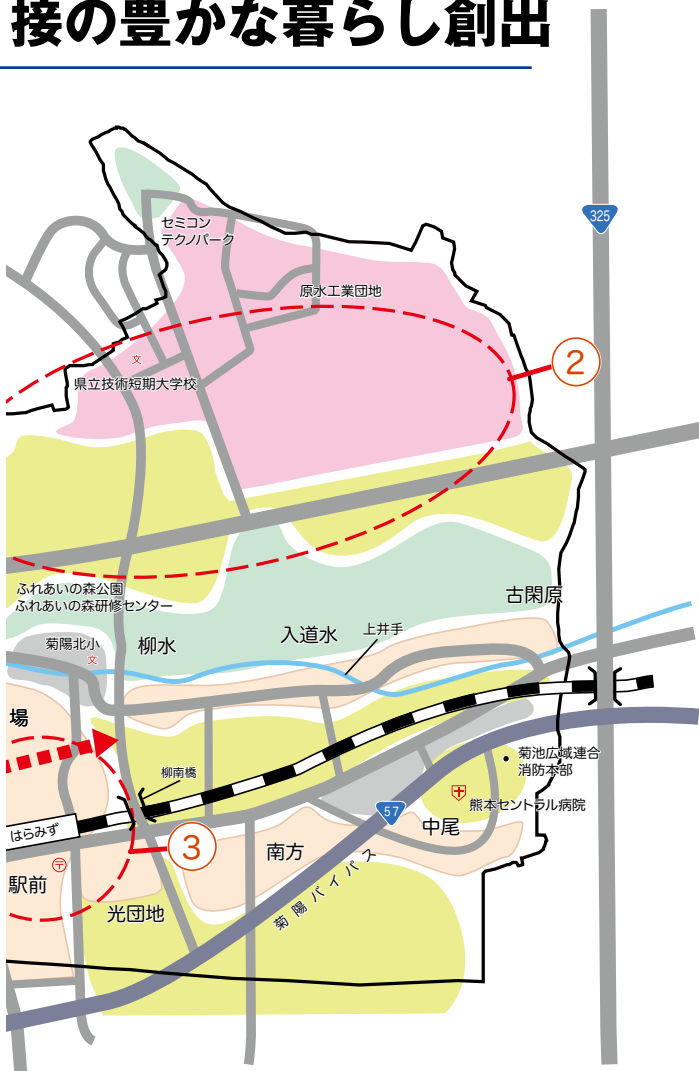 接の豊かな暮らし創出
325
セミコン
テクノパーク
原水工業団地
②
文
県立技術短期大学校
ふれあいの森公園
ふれあいの森研修センター
古閑原
菊陽北小
文
柳水
入道水
上井手
場
菊池広域連合
消防本部
柳南橋
熊本セントラル病院
57
中尾
はらみず
③
南方
〒
駅前
菊陽バイパス
光団地